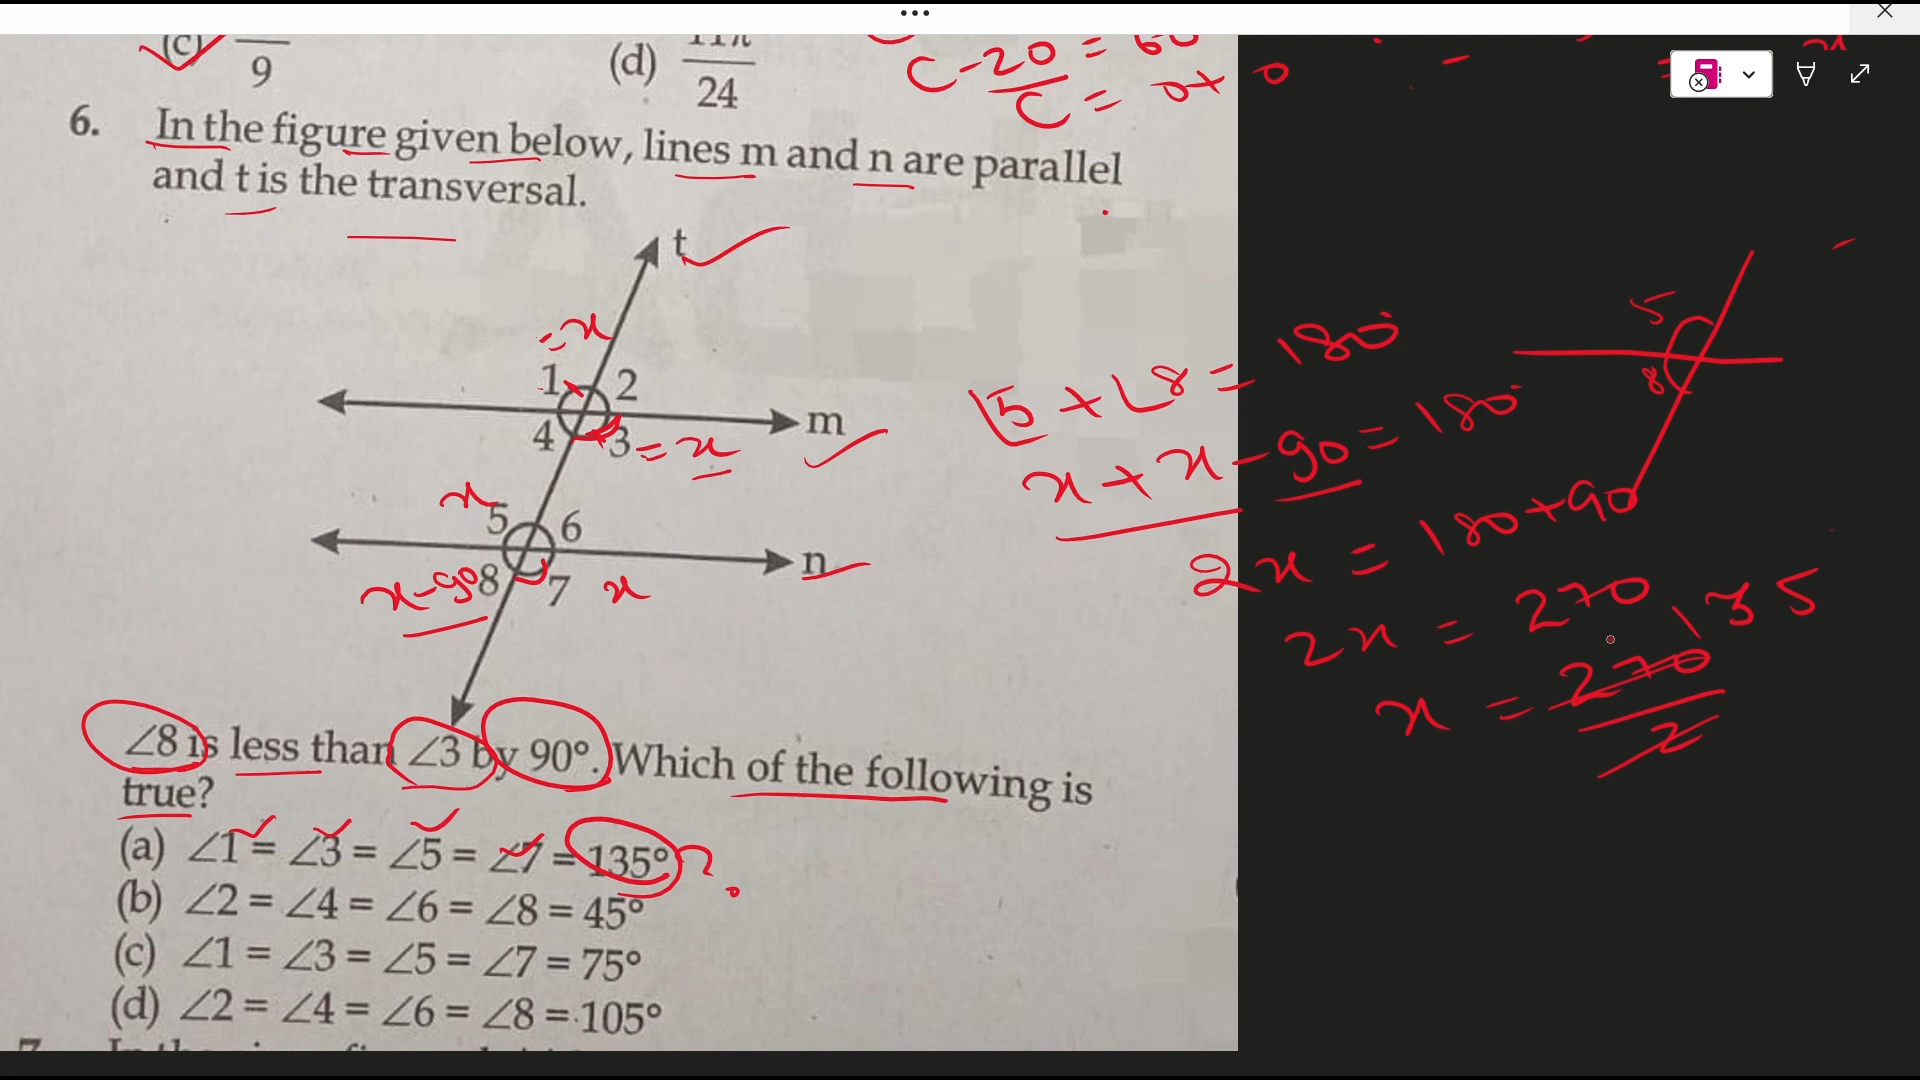 (c) 9
(d) 11π
24
C - 20 = 60
C =
6. In the figure given below, lines m and n are parallel
and t is the transversal.
t
= x
1 2
m
4 3 = x
x
5 6
n
x-90 8 7 x
∠5 + ∠8 = 180
x + x - 90 = 180
2x = 180+90
2x = 270
x = 270 135
2
5
8
∠8 is less than ∠3 by 90°. Which of the following is
true?
(a) ∠1 = ∠3 = ∠5 = ∠7 = 135° ?
(b) ∠2 = ∠4 = ∠6 = ∠8 = 45°
(c) ∠1 = ∠3 = ∠5 = ∠7 = 75°
(d) ∠2 = ∠4 = ∠6 = ∠8 = 105°